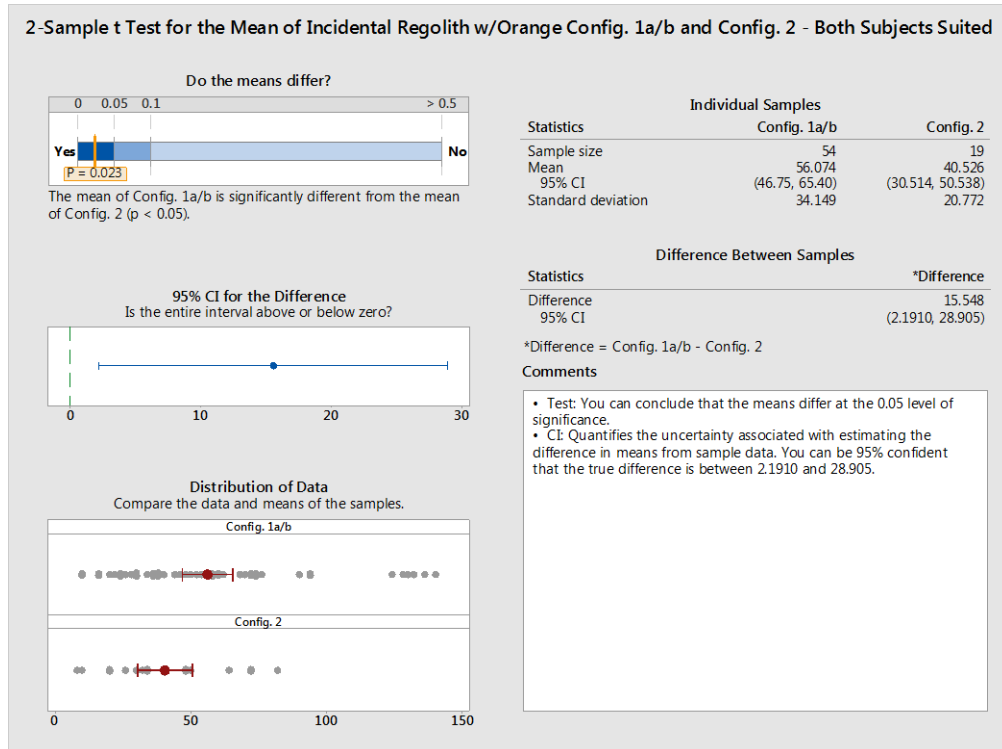 2-Sample t Test for the Mean of Incidental Regolith w/Orange Config. 1a/b and Config. 2 - Both Subjects Suited
Do the means differ?
0 0.05 0.1 > 0.5
Yes No
P = 0.023
The mean of Config. 1a/b is significantly different from the mean
of Config. 2 (p < 0.05).
95% CI for the Difference
Is the entire interval above or below zero?
0 10 20 30
Distribution of Data
Compare the data and means of the samples.
Config. 1a/b
Config. 2
0 50 100 150
Individual Samples
Statistics Config. 1a/b Config. 2
Sample size 54 19
Mean 56.074 40.526
95% CI (46.75, 65.40) (30.514, 50.538)
Standard deviation 34.149 20.772
Difference Between Samples
Statistics *Difference
Difference 15.548
95% CI (2.1910, 28.905)
*Difference = Config. 1a/b - Config. 2
Comments
• Test: You can conclude that the means differ at the 0.05 level of
significance.
• CI: Quantifies the uncertainty associated with estimating the
difference in means from sample data. You can be 95% confident
that the true difference is between 2.1910 and 28.905.